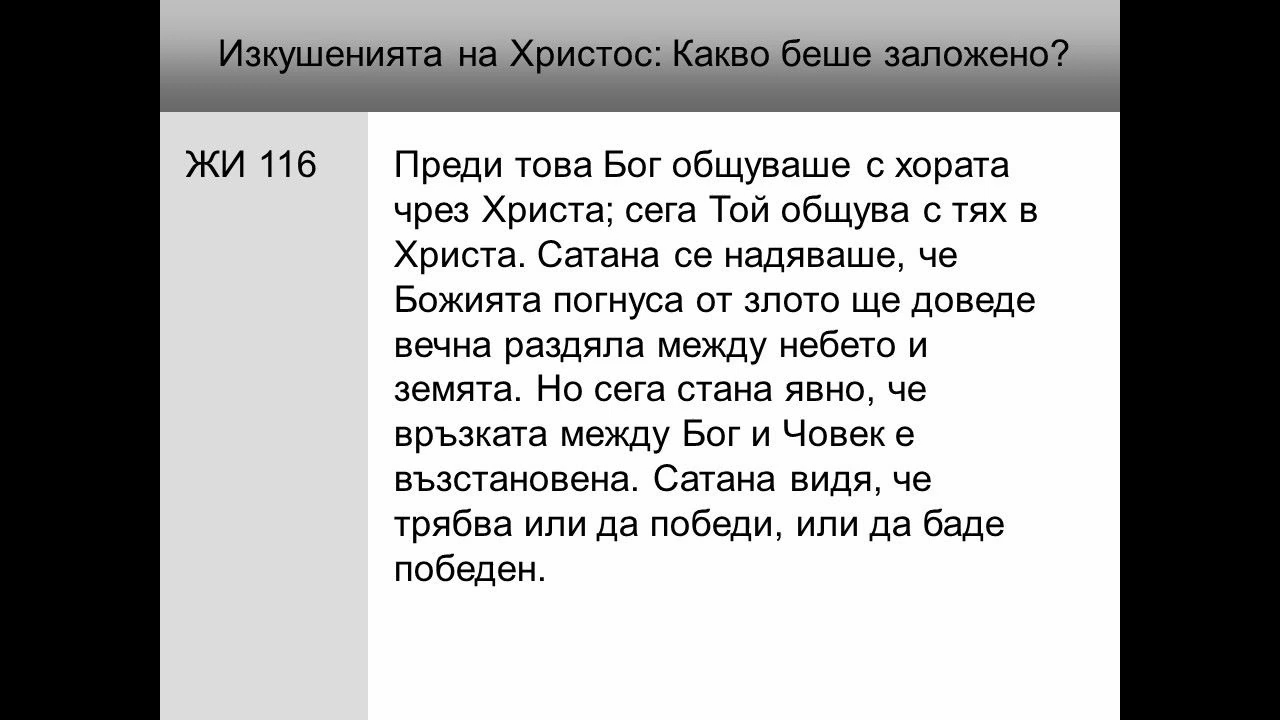 Изкушенията на Христос: Какво беше заложено?
ЖИ 116
Преди това Бог общуваше с хората
чрез Христа; сега Той общува с тях в
Христа. Сатана се надяваше, че
Божията погнуса от злото ще доведе
вечна раздяла между небето и
земята. Но сега стана явно, че
връзката между Бог и Човек е
възстановена. Сатана видя, че
трябва или да победи, или да баде
победен.